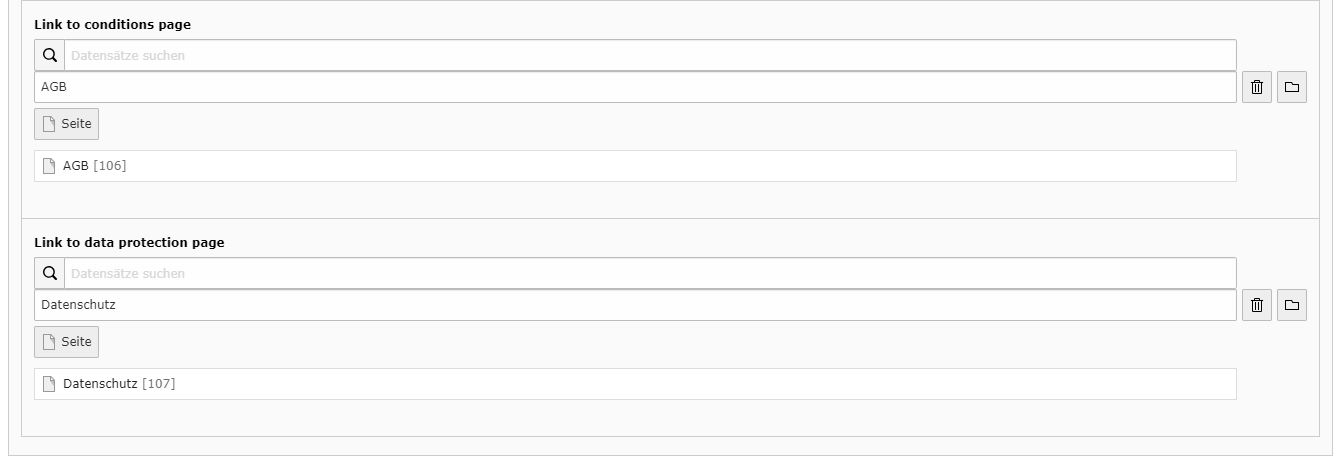 Link to conditions page
Datensätze suchen
AGB
Seite
AGB [106]
Link to data protection page
Datensätze suchen
Datenschutz
Seite
Datenschutz [107]